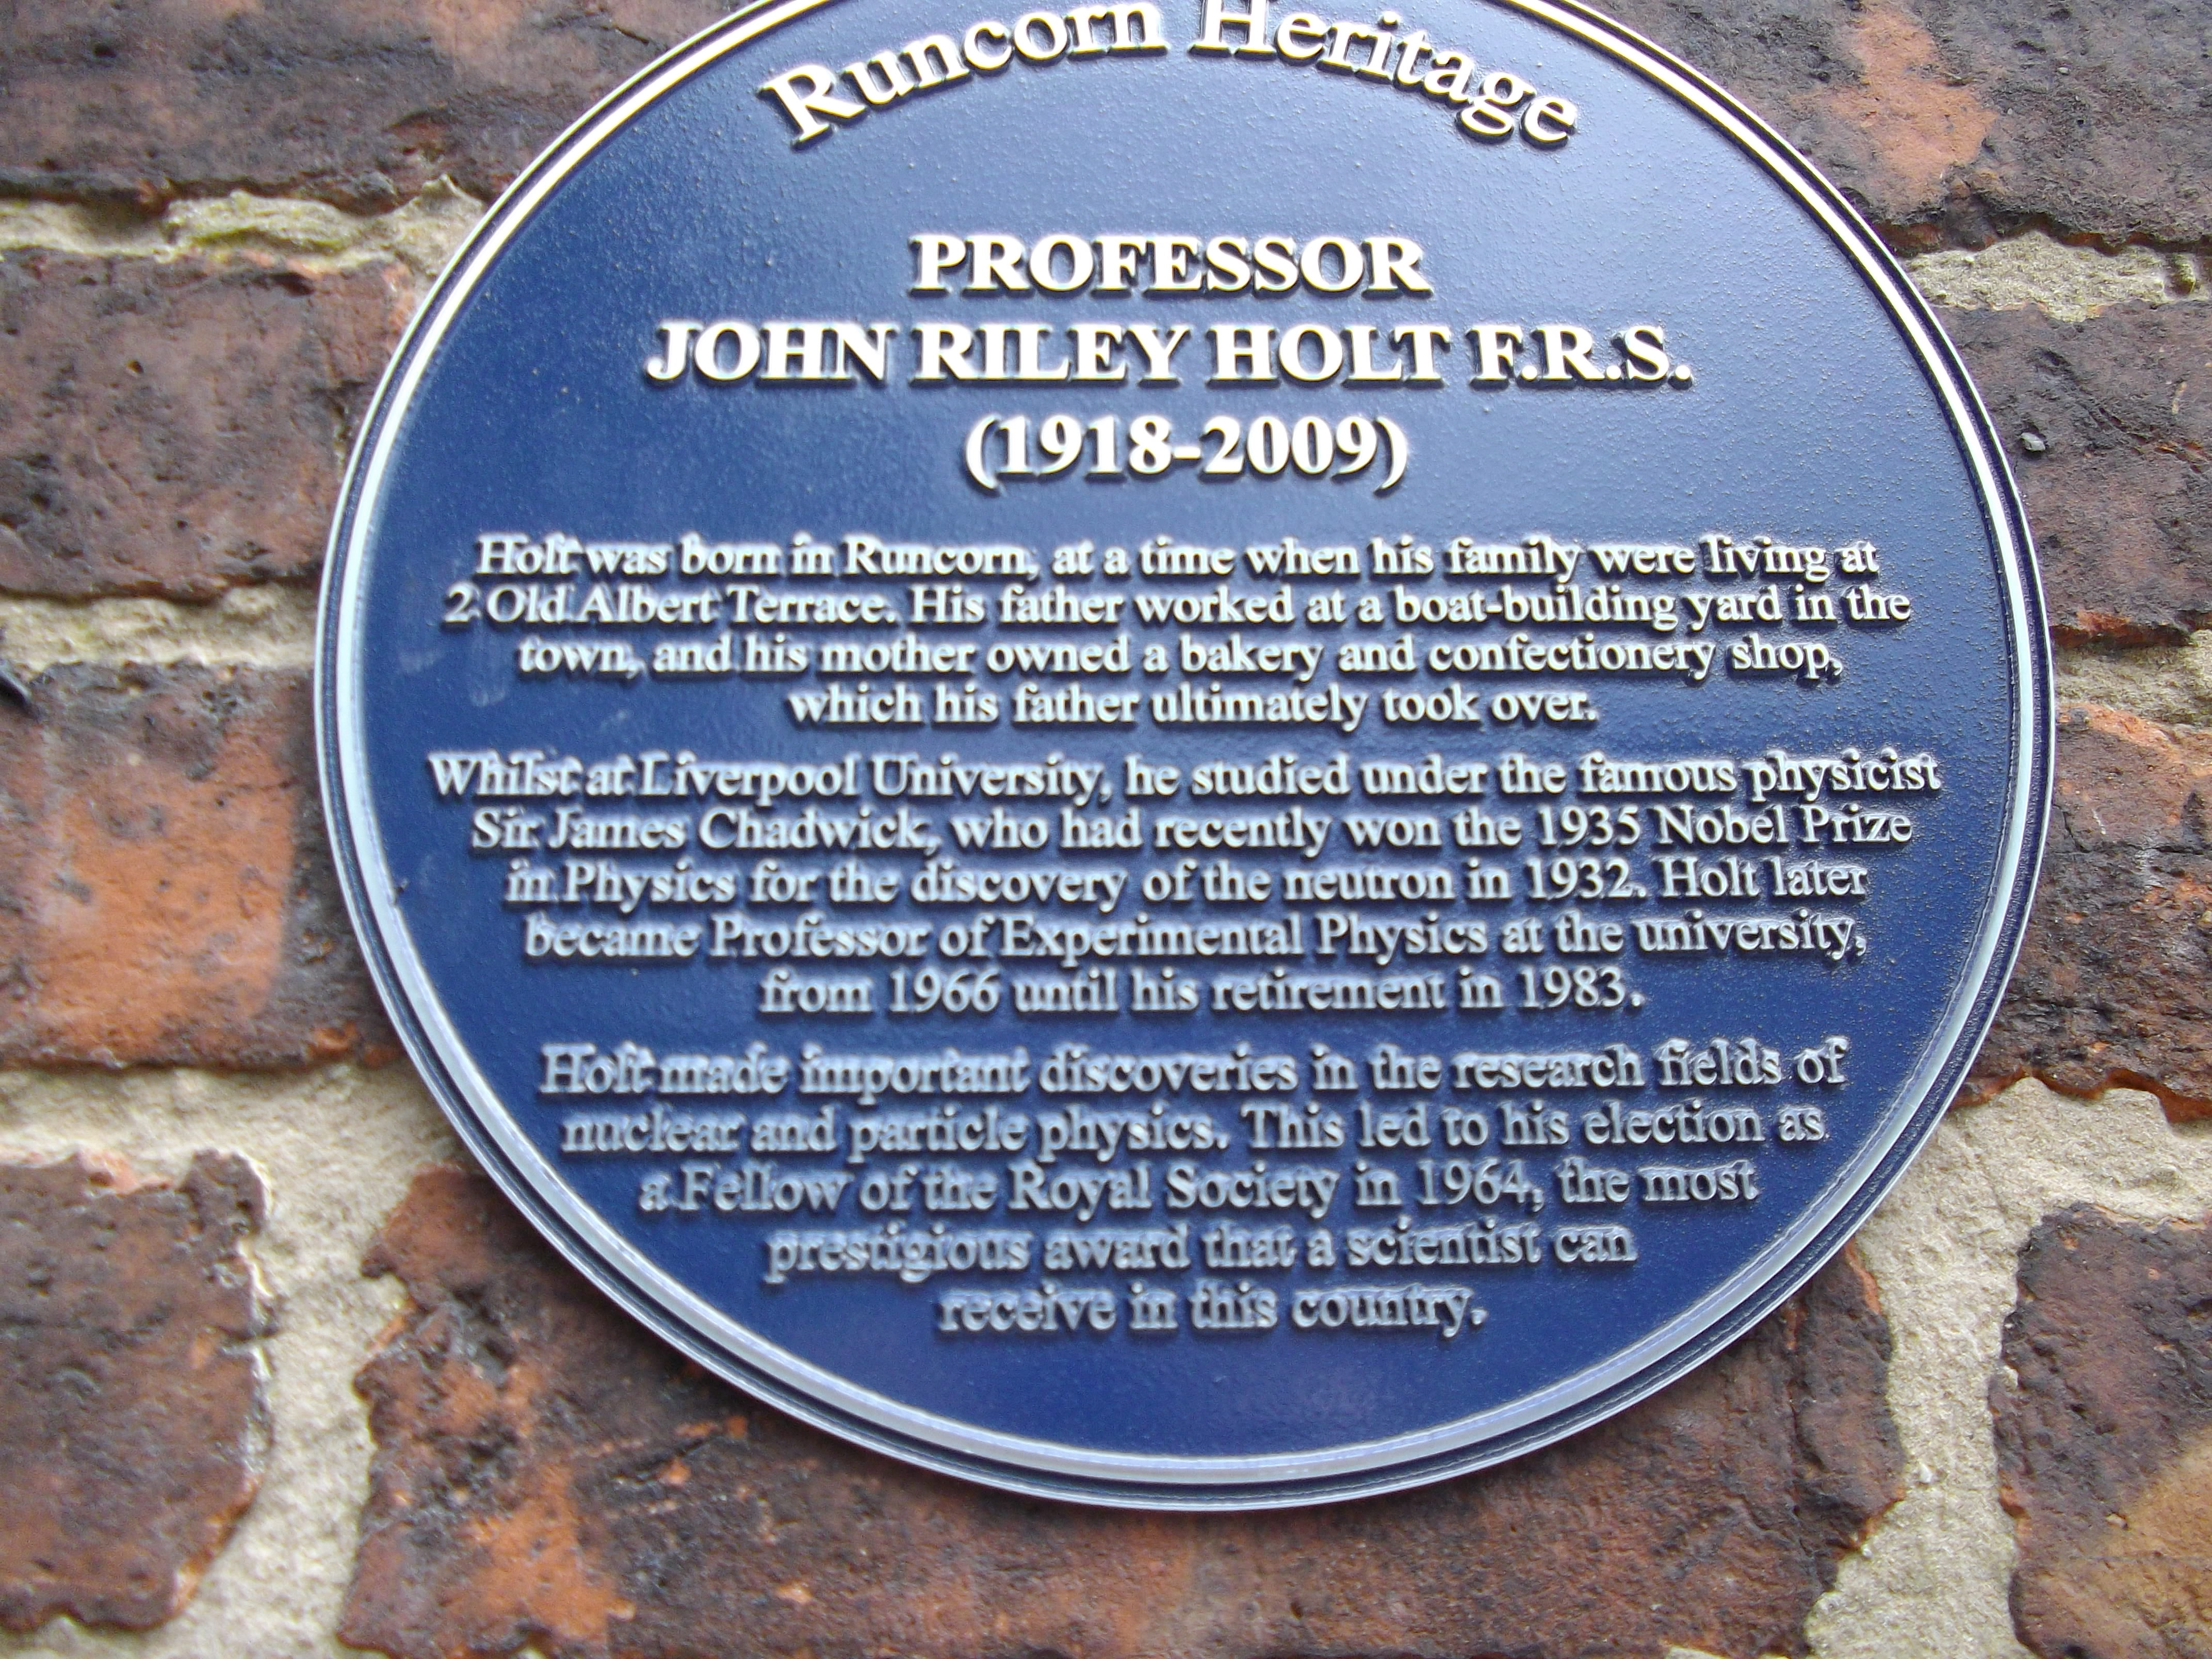 Runcorn Heritage
PROFESSOR
JOHN RILEY HOLT F.R.S.
(1918-2009)
Holt was born in Runcorn, at a time when his family were living at
2 Old Albert Terrace. His father worked at a boat-building yard in the
town, and his mother owned a bakery and confectionery shop,
which his father ultimately took over.
Whilst at Liverpool University, he studied under the famous physicist
Sir James Chadwick, who had recently won the 1935 Nobel Prize
in Physics for the discovery of the neutron in 1932. Holt later
became Professor of Experimental Physics at the university,
from 1966 until his retirement in 1983.
Holt made important discoveries in the research fields of
nuclear and particle physics. This led to his election as
a Fellow of the Royal Society in 1964, the most
prestigious award that a scientist can
receive in this country.